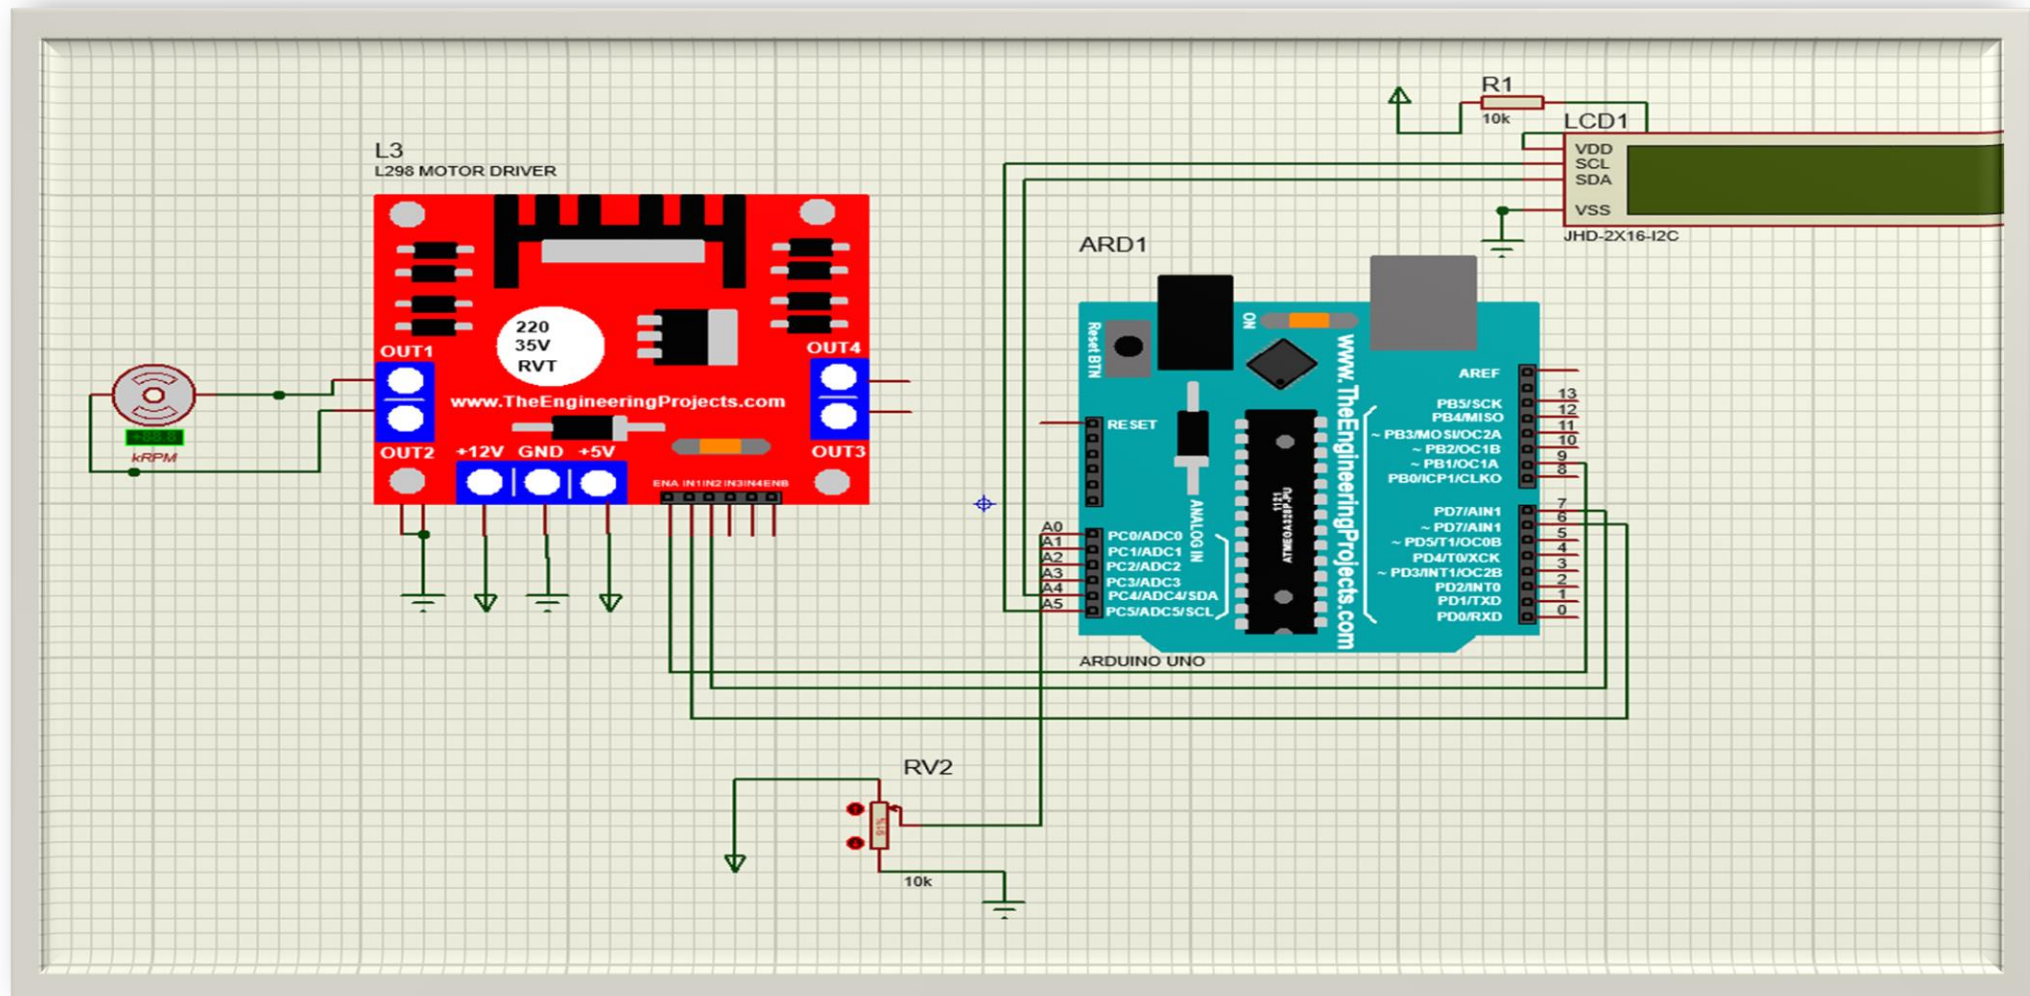 R1
10k
LCD1
VDD
SCL
SDA
VSS
JHD-2X16-I2C
L3
L298 MOTOR DRIVER
220
35V
RVT
OUT1
OUT4
www.TheEngineeringProjects.com
OUT2
+12V GND +5V
OUT3
ENA IN1IN2IN3IN4ENB
kRPM
ARD1
Reset BTN
ON
www.TheEngineeringProjects.com
RESET
ANALOG IN
1121
AREF
PB5/SCK
PB4/MISO
~ PB3/MOSI/OC2A
~ PB2/OC1B
~ PB1/OC1A
PB0/ICP1/CLKO
13
12
11
10
9
8
PD7/AIN1
~ PD7/AIN1
~ PD5/T1/OC0B
PD4/T0/XCK
~ PD3/INT1/OC2B
PD2/INT0
PD1/TXD
PD0/RXD
7
6
5
4
3
2
1
0
A0
A1
A2
A3
A4
A5
PC0/ADC0
PC1/ADC1
PC2/ADC2
PC3/ADC3
PC4/ADC4/SDA
PC5/ADC5/SCL
ARDUINO UNO
RV2
91%
10k